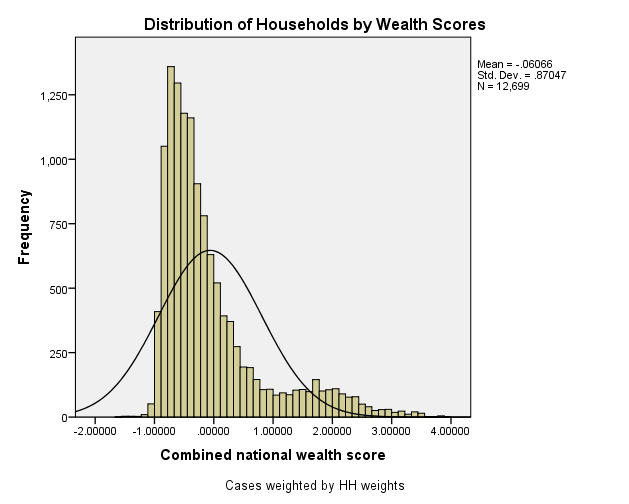 Distribution of Households by Wealth Scores
Mean = -.06066
Std. Dev. = .87047
N = 12,699
1,250
1,000
750
500
250
0
Frequency
-2.00000 -1.00000 .00000 1.00000 2.00000 3.00000 4.00000
Combined national wealth score
Cases weighted by HH weights